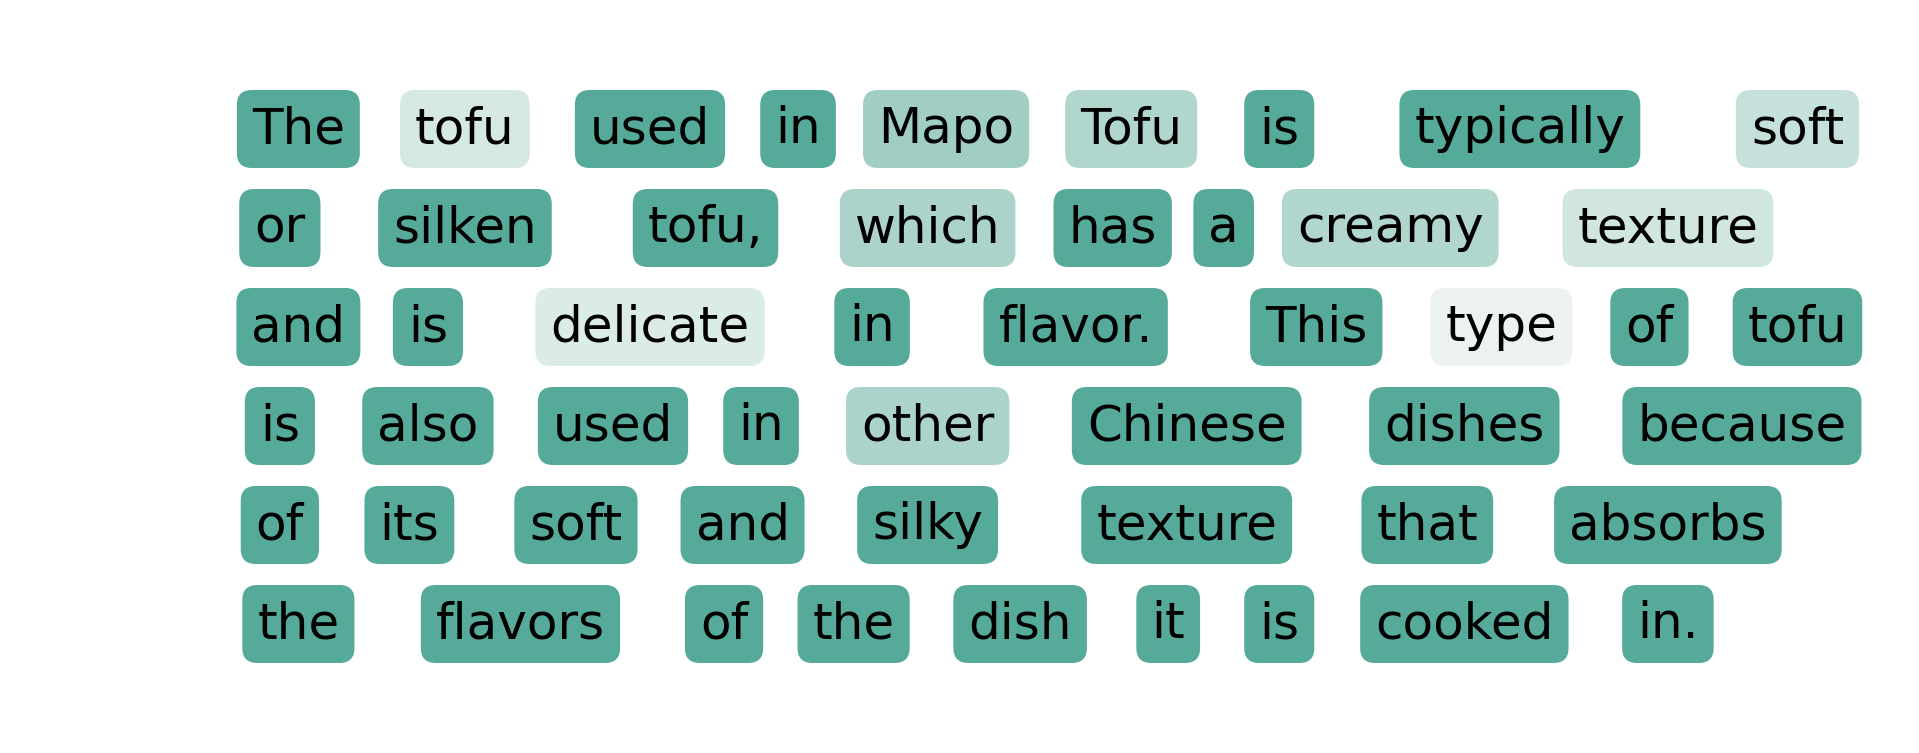 The tofu used in Mapo Tofu is typically soft
or silken tofu, which has a creamy texture
and is delicate in flavor. This type of tofu
is also used in other Chinese dishes because
of its soft and silky texture that absorbs
the flavors of the dish it is cooked in.